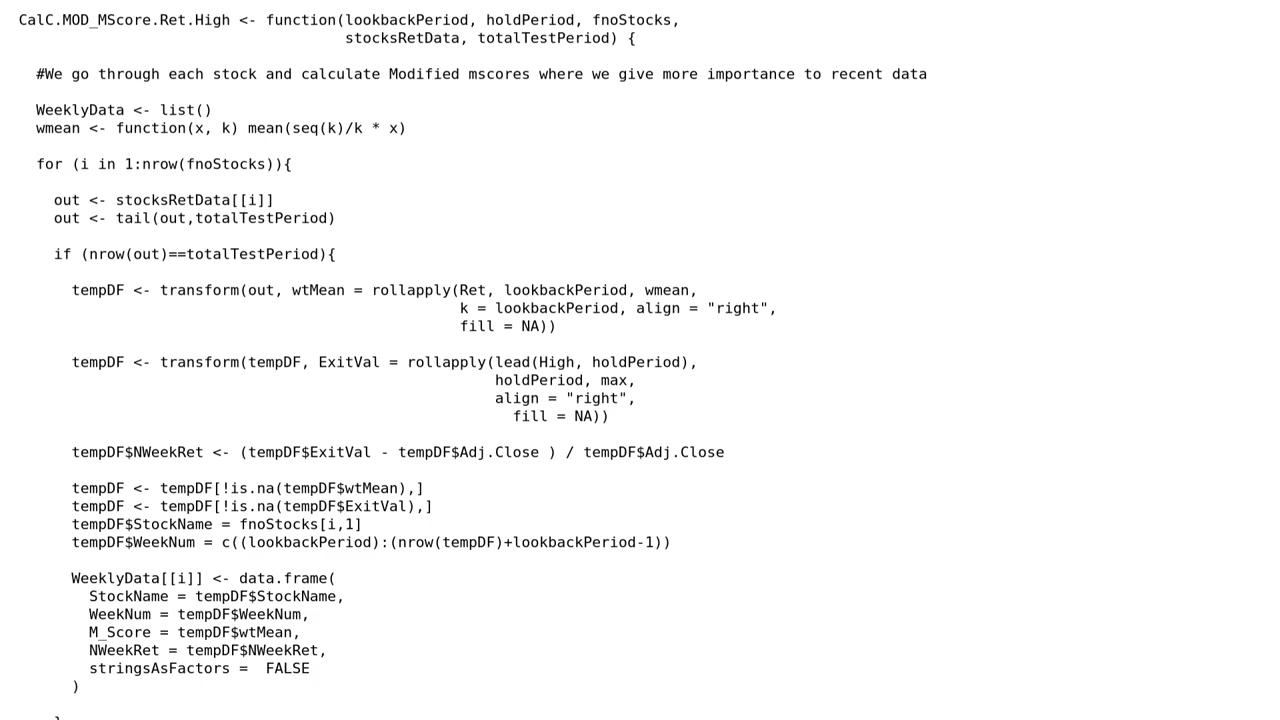 CalC.MOD_MScore.Ret.High <- function(lookbackPeriod, holdPeriod, fnoStocks,
                                     stocksRetData, totalTestPeriod) {

  #We go through each stock and calculate Modified mscores where we give more importance to recent data

  WeeklyData <- list()
  wmean <- function(x, k) mean(seq(k)/k * x)

  for (i in 1:nrow(fnoStocks)){

    out <- stocksRetData[[i]]
    out <- tail(out,totalTestPeriod)

    if (nrow(out)==totalTestPeriod){

      tempDF <- transform(out, wtMean = rollapply(Ret, lookbackPeriod, wmean,
                                                  k = lookbackPeriod, align = "right",
                                                  fill = NA))

      tempDF <- transform(tempDF, ExitVal = rollapply(lead(High, holdPeriod),
                                                      holdPeriod, max,
                                                      align = "right",
                                                        fill = NA))

      tempDF$NWeekRet <- (tempDF$ExitVal - tempDF$Adj.Close ) / tempDF$Adj.Close

      tempDF <- tempDF[!is.na(tempDF$wtMean),]
      tempDF <- tempDF[!is.na(tempDF$ExitVal),]
      tempDF$StockName = fnoStocks[i,1]
      tempDF$WeekNum = c((lookbackPeriod):(nrow(tempDF)+lookbackPeriod-1))

      WeeklyData[[i]] <- data.frame(
        StockName = tempDF$StockName,
        WeekNum = tempDF$WeekNum,
        M_Score = tempDF$wtMean,
        NWeekRet = tempDF$NWeekRet,
        stringsAsFactors =  FALSE
      )

    }